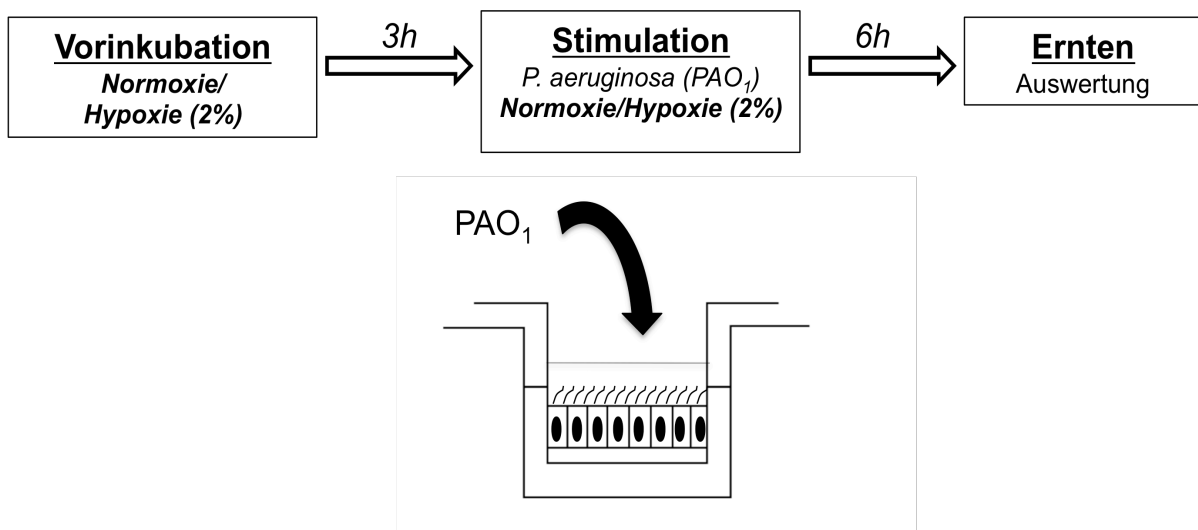 Vorinkubation
Normoxie/
Hypoxie (2%)
3h
Stimulation
P. aeruginosa (PAO₁)
Normoxie/Hypoxie (2%)
6h
Ernten
Auswertung
PAO₁